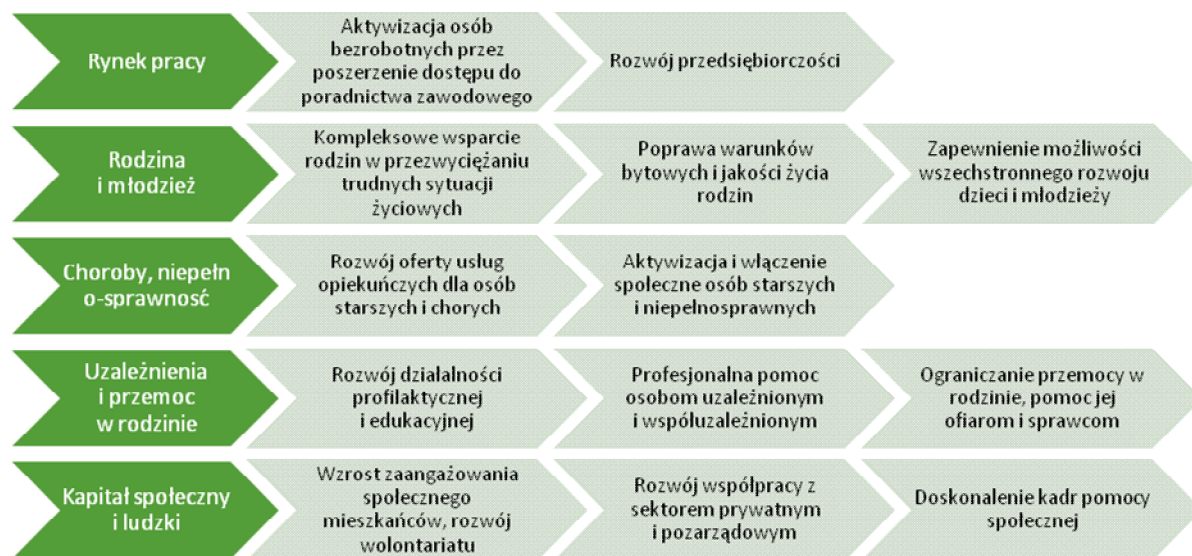 Rynek pracy
Aktywizacja osób
bezrobotnych przez
poszerzenie dostępu do
poradnictwa zawodowego
Rozwój przedsiębiorczości
Rodzina
i młodzież
Kompleksowe wsparcie
rodzin w przezwyciężaniu
trudnych sytuacji
życiowych
Poprawa warunków
bytowych i jakości życia
rodzin
Zapewnienie możliwości
wszechstronnego rozwoju
dzieci i młodzieży
Choroby, niepełn
o-sprawnosć
Rozwój oferty usług
opiekuńczych dla osób
starszych i chorych
Aktywizacja i włączenie
społeczne osób starszych
i niepełnosprawnych
Uzależnienia
i przemoc
w rodzinie
Rozwój działalności
profilaktycznej
i edukacyjnej
Profesjonalna pomoc
osobom uzależnionym
i współuzależnionym
Ograniczanie przemocy w
rodzinie, pomoc jej
ofiarom i sprawcom
Kapitał społeczny
i ludzki
Wzrost zaangażowania
społecznego
mieszkańców, rozwój
wolontariatu
Rozwój współpracy z
sektorem prywatnym
i pozarządowym
Doskonalenie kadr pomocy
społecznej